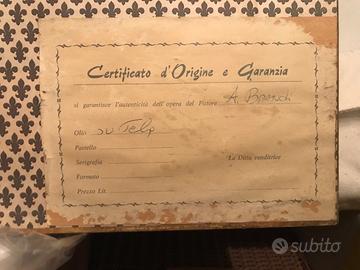 Certificato d'Origine e Garanzia
si garantisce l'autenticità dell'opera del Pittore A.
Olio su Tela
Pastello
Serigrafia
La Ditta venditrice
Formato
Prezzo Lit.
subito